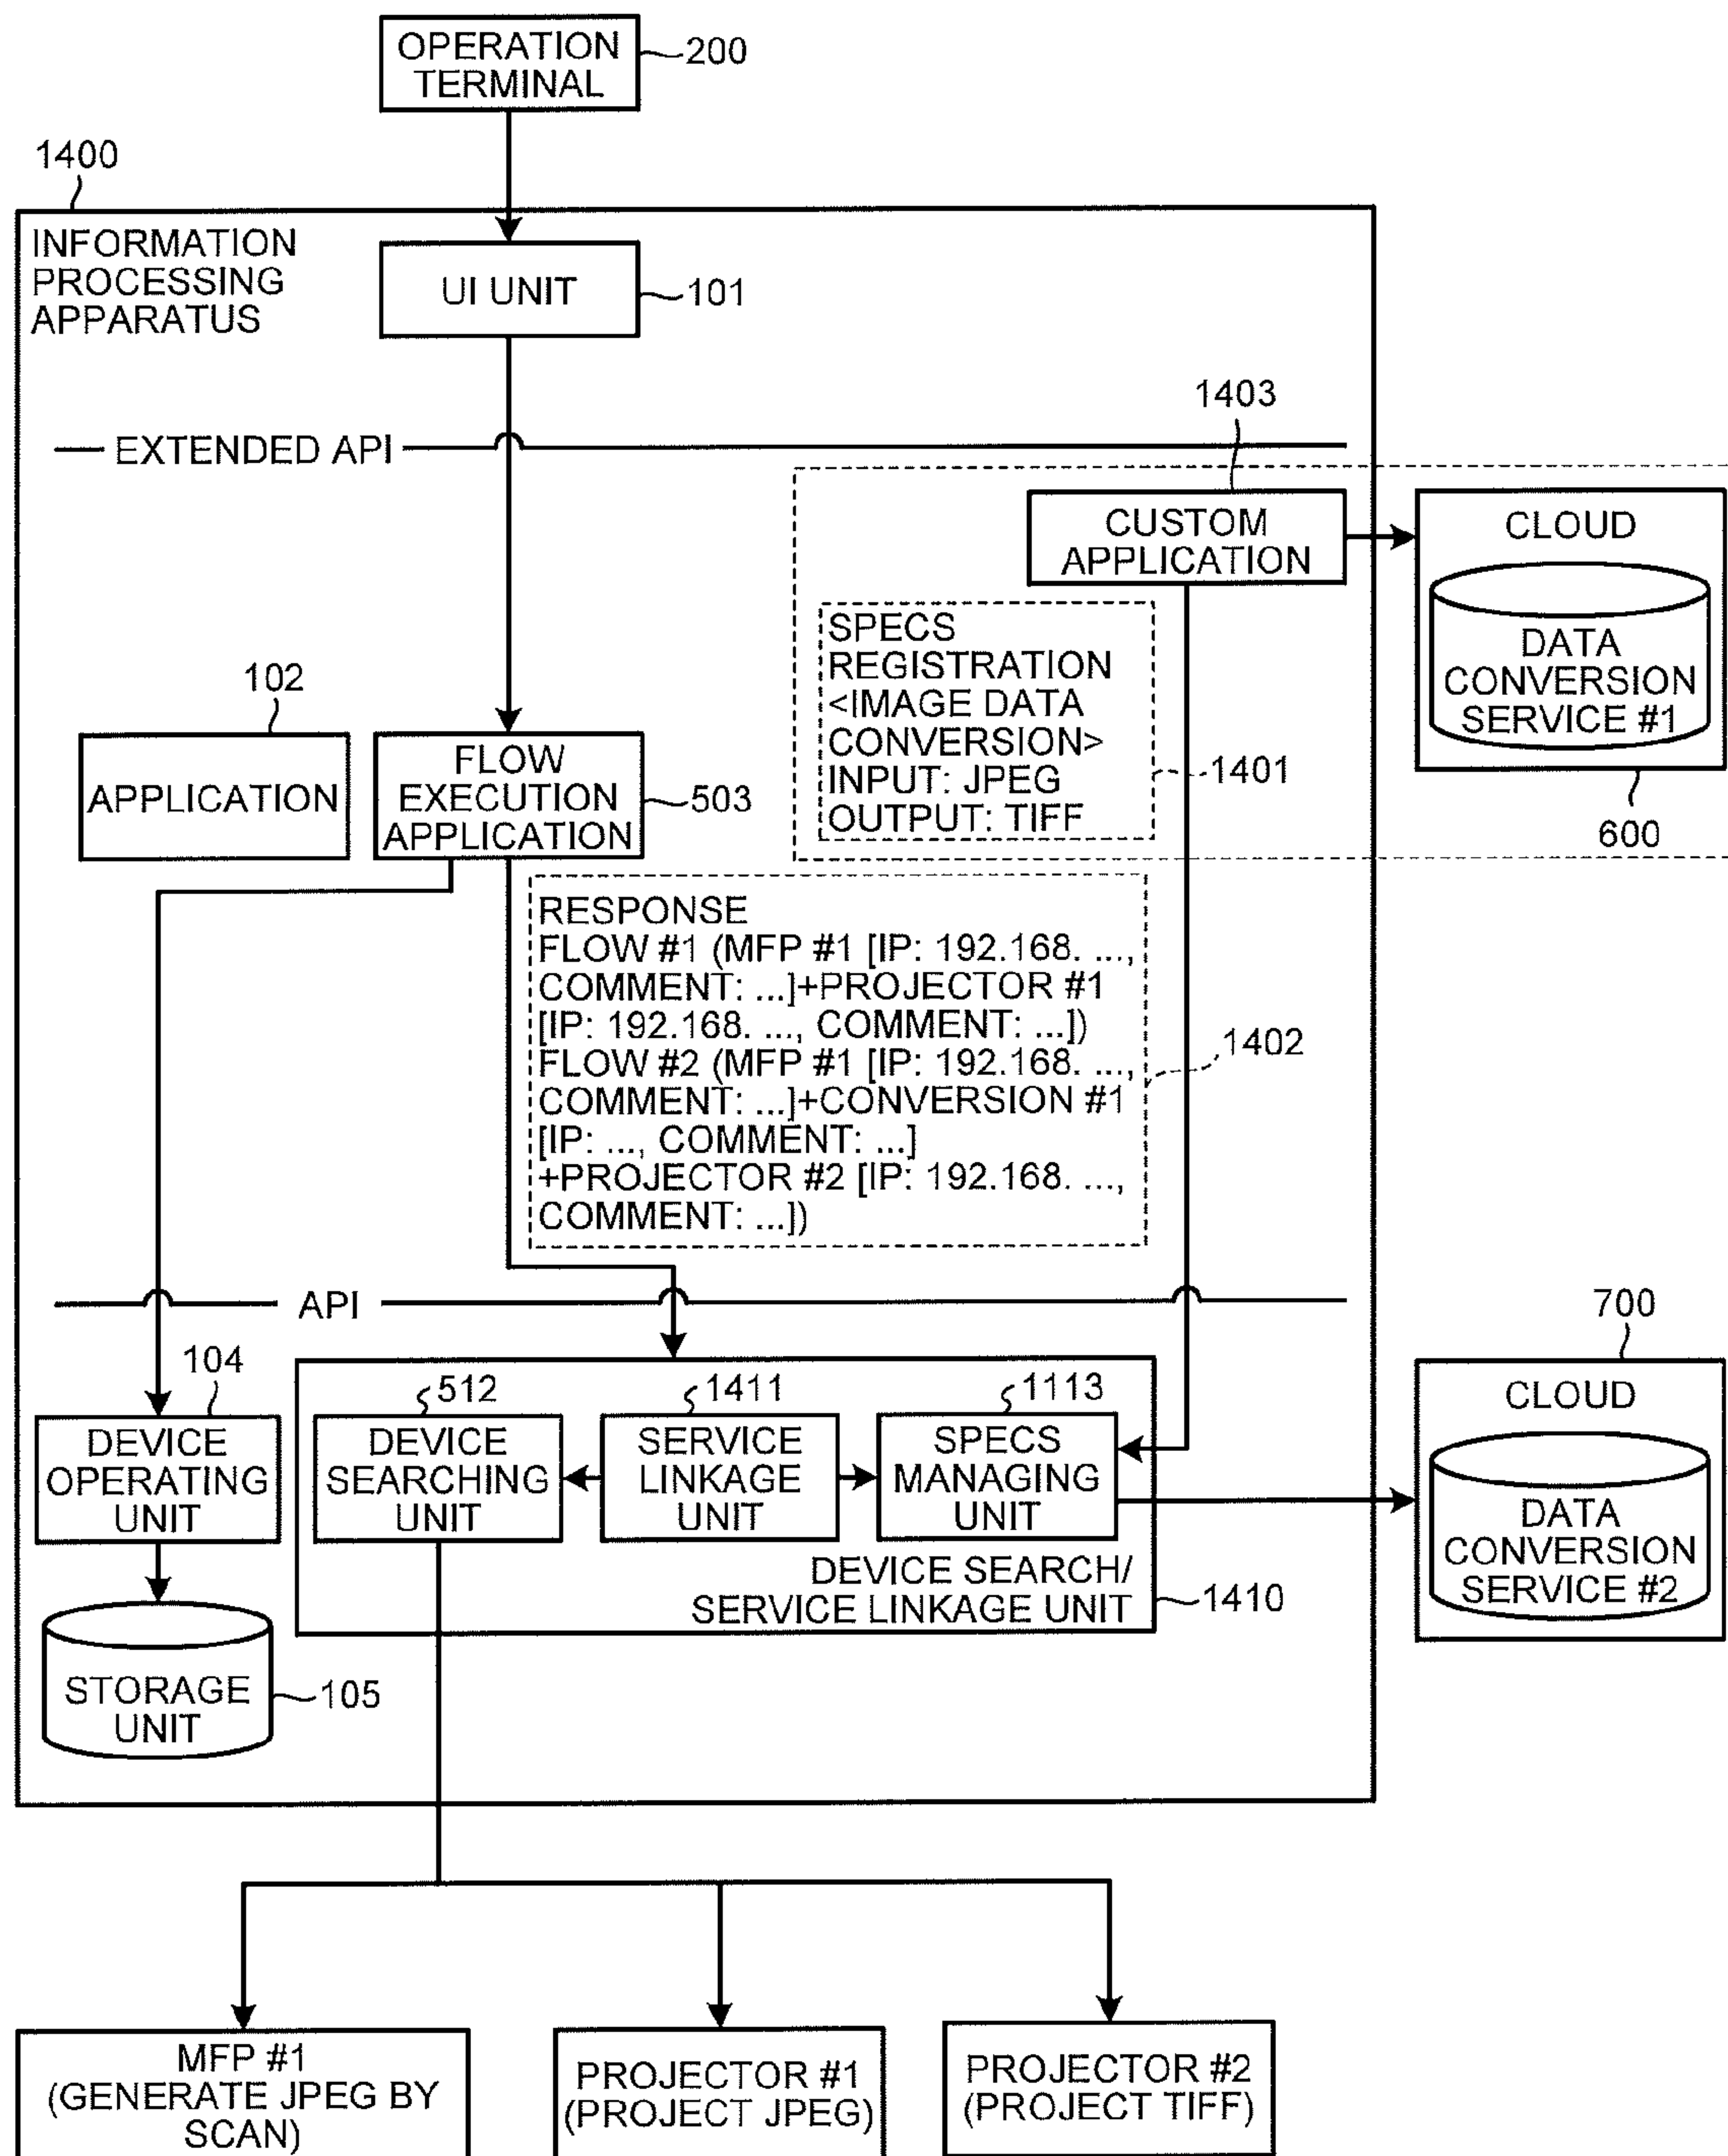 OPERATION
TERMINAL
200
1400
INFORMATION
PROCESSING
APPARATUS
UI UNIT
101
EXTENDED API
1403
CUSTOM
APPLICATION
CLOUD
DATA
CONVERSION
SERVICE #1
600
SPECS
REGISTRATION
<IMAGE DATA
CONVERSION>
INPUT: JPEG
OUTPUT: TIFF
1401
102
APPLICATION
FLOW
EXECUTION
APPLICATION
503
RESPONSE
FLOW #1 (MFP #1 [IP: 192.168. ...,
COMMENT: ...]+PROJECTOR #1
[IP: 192.168. ..., COMMENT: ...])
FLOW #2 (MFP #1 [IP: 192.168. ...,
COMMENT: ...]+CONVERSION #1
[IP: ..., COMMENT: ...]
+PROJECTOR #2 [IP: 192.168. ...,
COMMENT: ...])
1402
API
104
DEVICE
OPERATING
UNIT
STORAGE
UNIT
105
512
DEVICE
SEARCHING
UNIT
1411
SERVICE
LINKAGE
UNIT
1113
SPECS
MANAGING
UNIT
DEVICE SEARCH/
SERVICE LINKAGE UNIT
1410
700
CLOUD
DATA
CONVERSION
SERVICE #2
MFP #1
(GENERATE JPEG BY
SCAN)
PROJECTOR #1
(PROJECT JPEG)
PROJECTOR #2
(PROJECT TIFF)